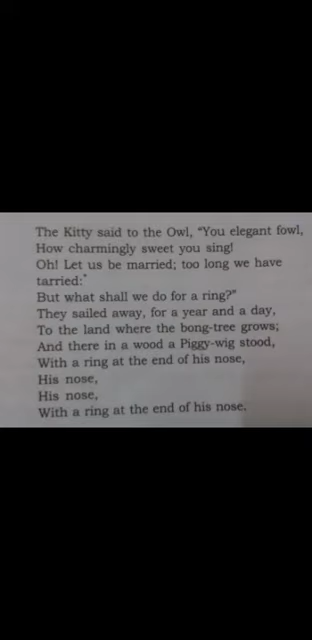 The Kitty said to the Owl, "You elegant fowl,
How charmingly sweet you sing!
Oh! Let us be married; too long we have
tarried:"
But what shall we do for a ring?"
They sailed away, for a year and a day,
To the land where the bong-tree grows;
And there in a wood a Piggy-wig stood,
With a ring at the end of his nose,
His nose,
His nose,
With a ring at the end of his nose.